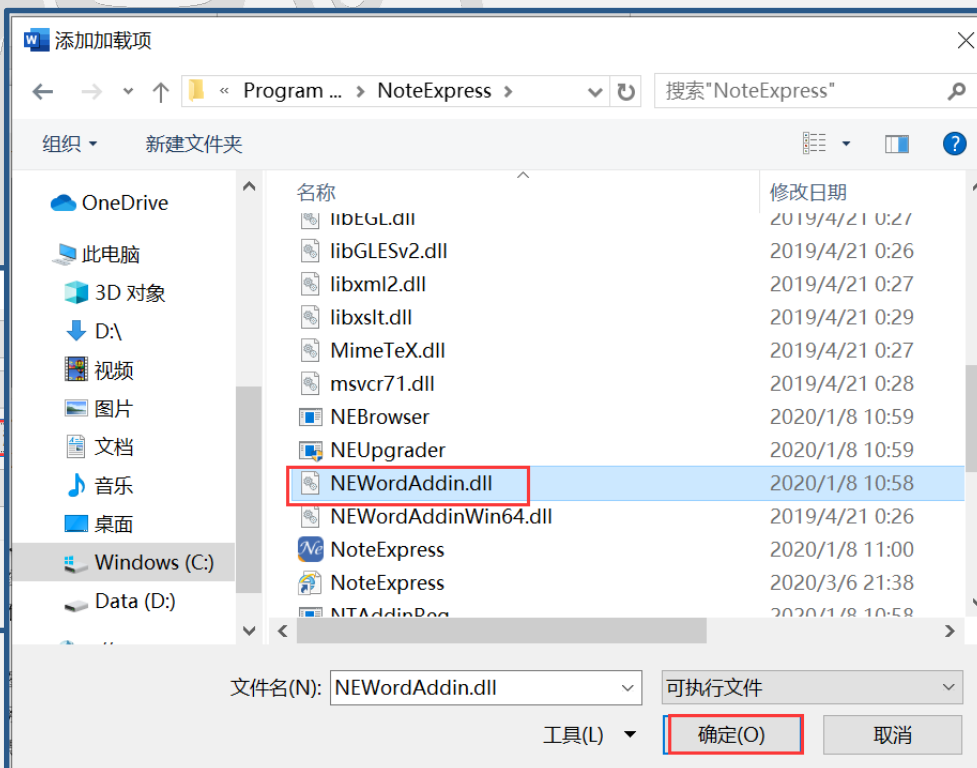 添加加载项
« Program ... › NoteExpress ›
搜索"NoteExpress"
组织
新建文件夹
OneDrive
此电脑
3D 对象
D:\
视频
图片
文档
音乐
桌面
Windows (C:)
Data (D:)
名称 修改日期
libEGL.dll 2019/4/21 0:27
libGLESv2.dll 2019/4/21 0:26
libxml2.dll 2019/4/21 0:27
libxslt.dll 2019/4/21 0:29
MimeTeX.dll 2019/4/21 0:27
msvcr71.dll 2019/4/21 0:28
NEBrowser 2020/1/8 10:59
NEUpgrader 2020/1/8 10:59
NEWordAddin.dll 2020/1/8 10:58
NEWordAddinWin64.dll 2019/4/21 0:26
NoteExpress 2020/1/8 11:00
NoteExpress 2020/3/6 21:38
NTAddinReg 2020/1/8 10:58
文件名(N): NEWordAddin.dll 可执行文件
工具(L) 确定(O) 取消